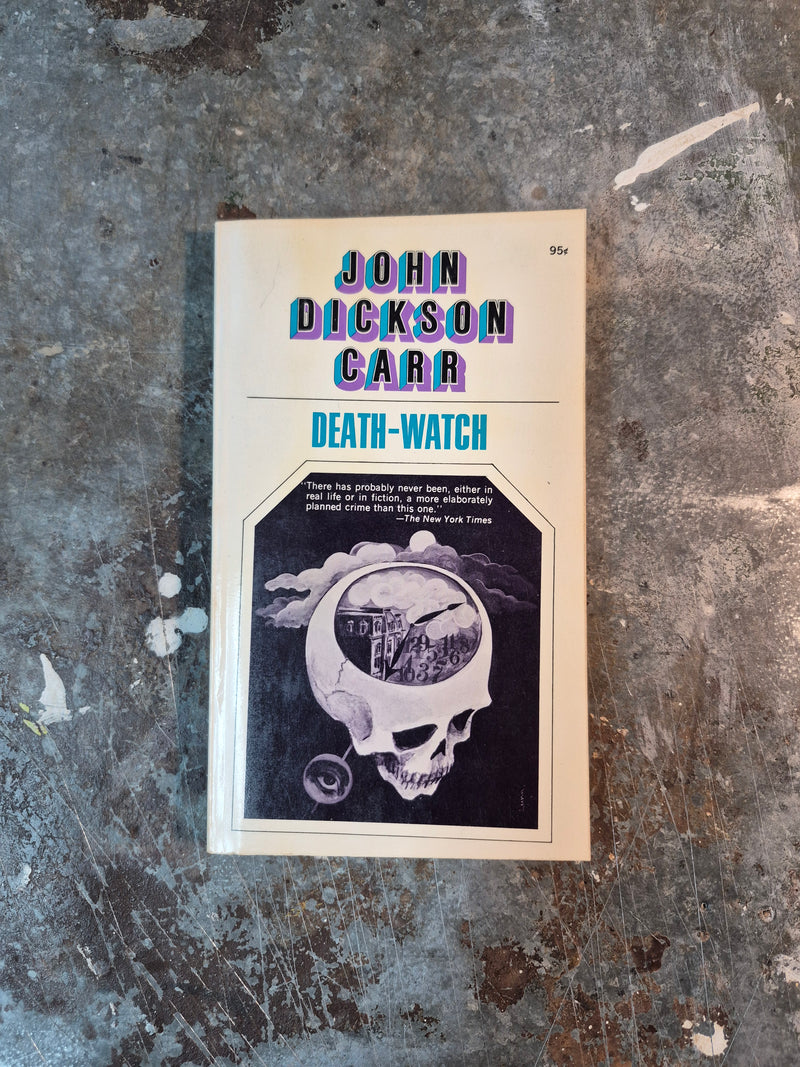 95¢
JOHN
DICKSON
CARR
DEATH-WATCH
"There has probably never been, either in
real life or in fiction, a more elaborately
planned crime than this one."
—The New York Times